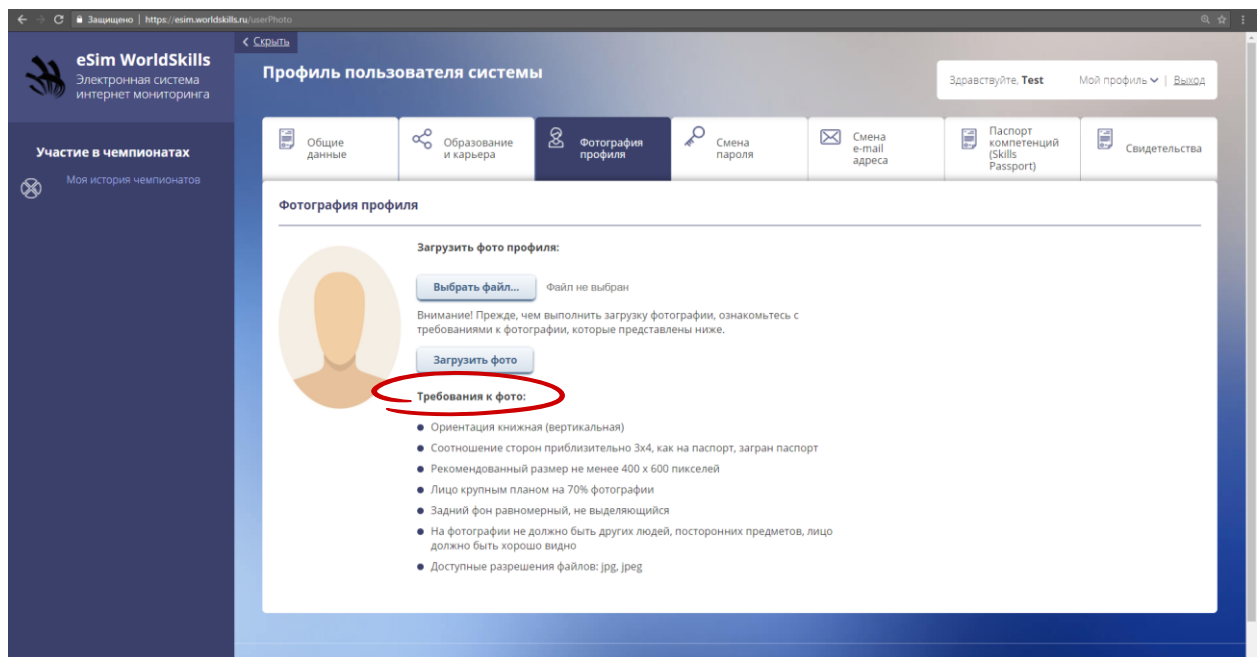 Защищено | https://esim.worldskills.ru/userPhoto
eSim WorldSkills
Электронная система
интернет мониторинга
Участие в чемпионатах
Моя история чемпионатов
Скрыть
Профиль пользователя системы
Здравствуйте, Test Мой профиль | Выход
Общие
данные
Образование
и карьера
Фотография
профиля
Смена
пароля
Смена
e-mail
адреса
Паспорт
компетенций
(Skills
Passport)
Свидетельства
Фотография профиля
Загрузить фото профиля:
Выбрать файл... Файл не выбран
Внимание! Прежде, чем выполнить загрузку фотографии, ознакомьтесь с
требованиями к фотографии, которые представлены ниже.
Загрузить фото
Требования к фото:
Ориентация книжная (вертикальная)
Соотношение сторон приблизительно 3х4, как на паспорт, загран паспорт
Рекомендованный размер не менее 400 х 600 пикселей
Лицо крупным планом на 70% фотографии
Задний фон равномерный, не выделяющийся
На фотографии не должно быть других людей, посторонних предметов, лицо
должно быть хорошо видно
Доступные разрешения файлов: jpg, jpeg